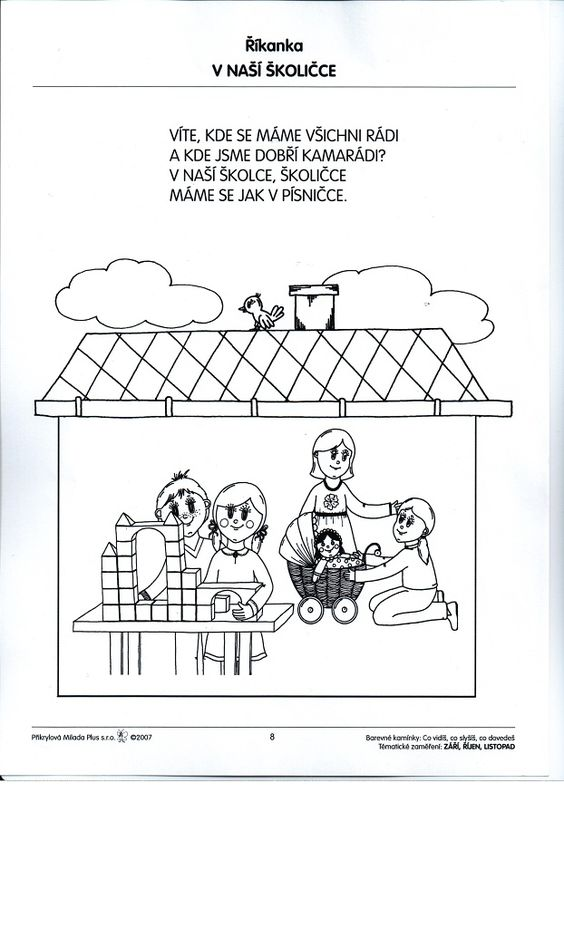 Říkanka
V NAŠÍ ŠKOLIČCE
VÍTE, KDE SE MÁME VŠICHNI RÁDI
A KDE JSME DOBŘÍ KAMARÁDI?
V NAŠÍ ŠKOLCE, ŠKOLIČCE
MÁME SE JAK V PÍSNIČCE.
Přikrylová Milada Plus s.r.o. ©2007
8
Barevné kamínky: Co vidíš, co slyšíš, co dovedeš
Tématické zaměření: ZÁŘÍ, ŘÍJEN, LISTOPAD